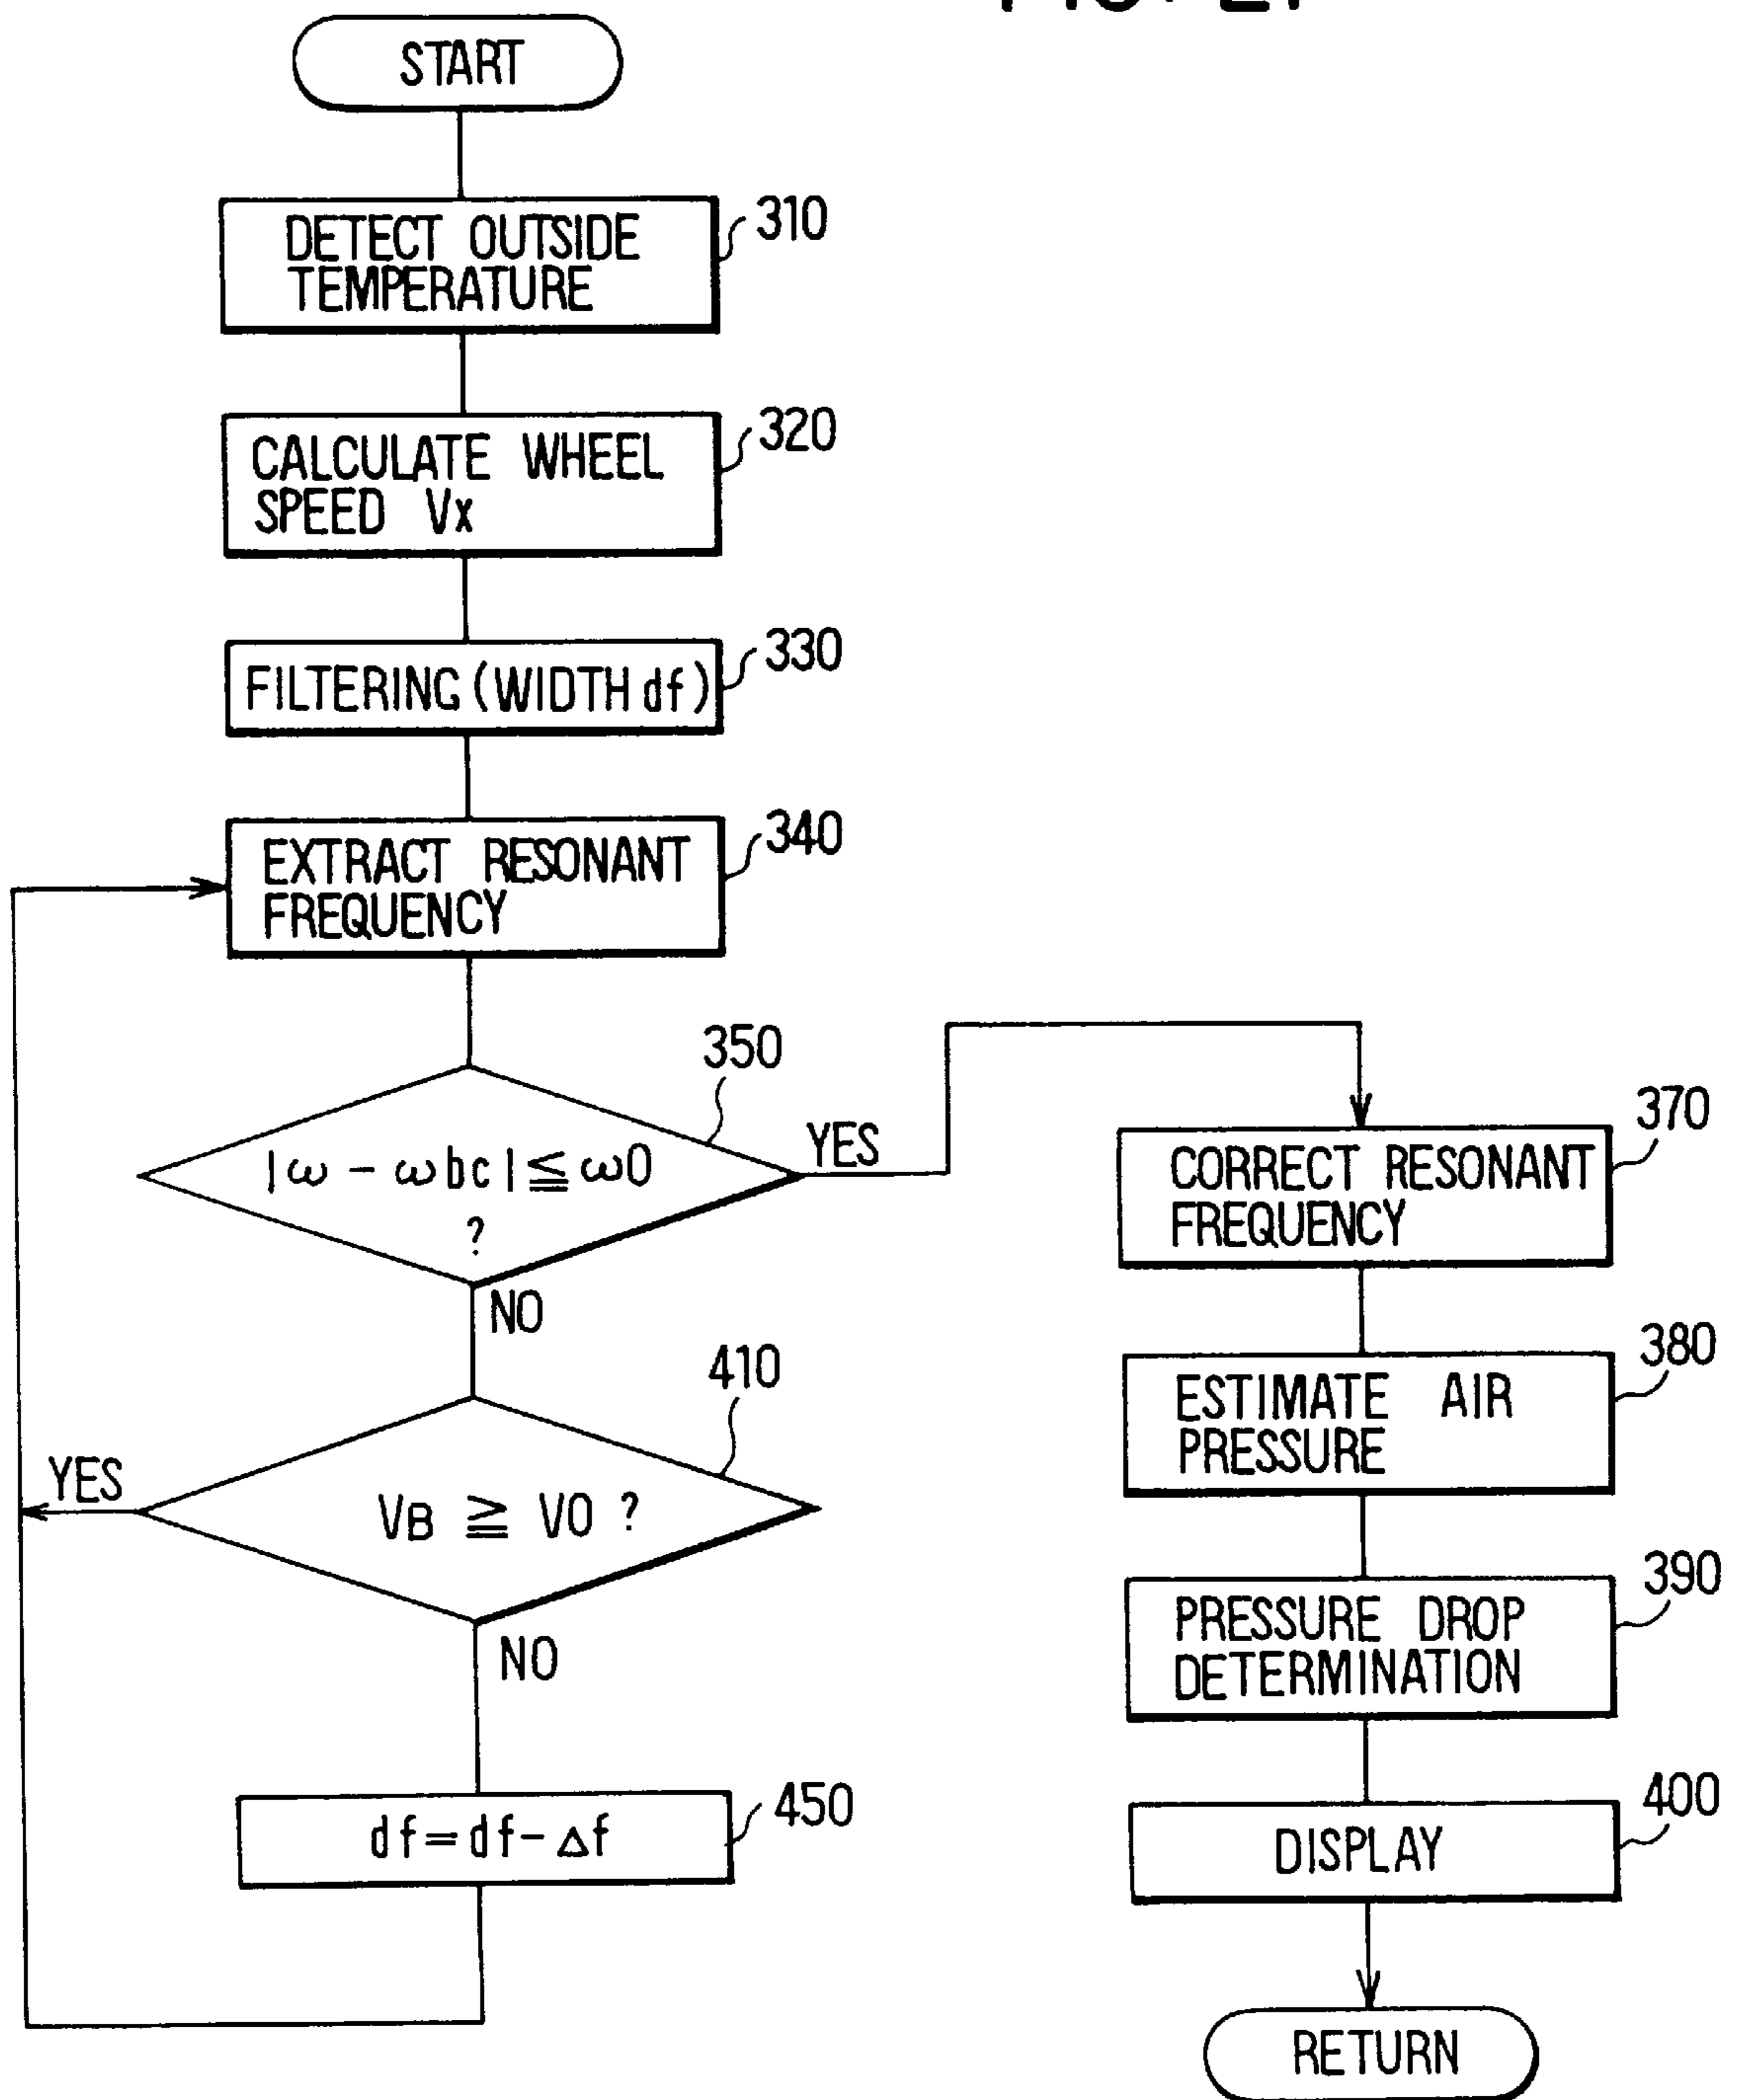 START
DETECT OUTSIDE
TEMPERATURE
310
CALCULATE WHEEL
SPEED Vx
320
FILTERING (WIDTH df)
330
EXTRACT RESONANT
FREQUENCY
340
350
|ω - ωbc| ≦ ω0
?
YES
NO
410
VB ≧ V0 ?
YES
NO
df=df-Δf
450
CORRECT RESONANT
FREQUENCY
370
ESTIMATE AIR
PRESSURE
380
PRESSURE DROP
DETERMINATION
390
DISPLAY
400
RETURN